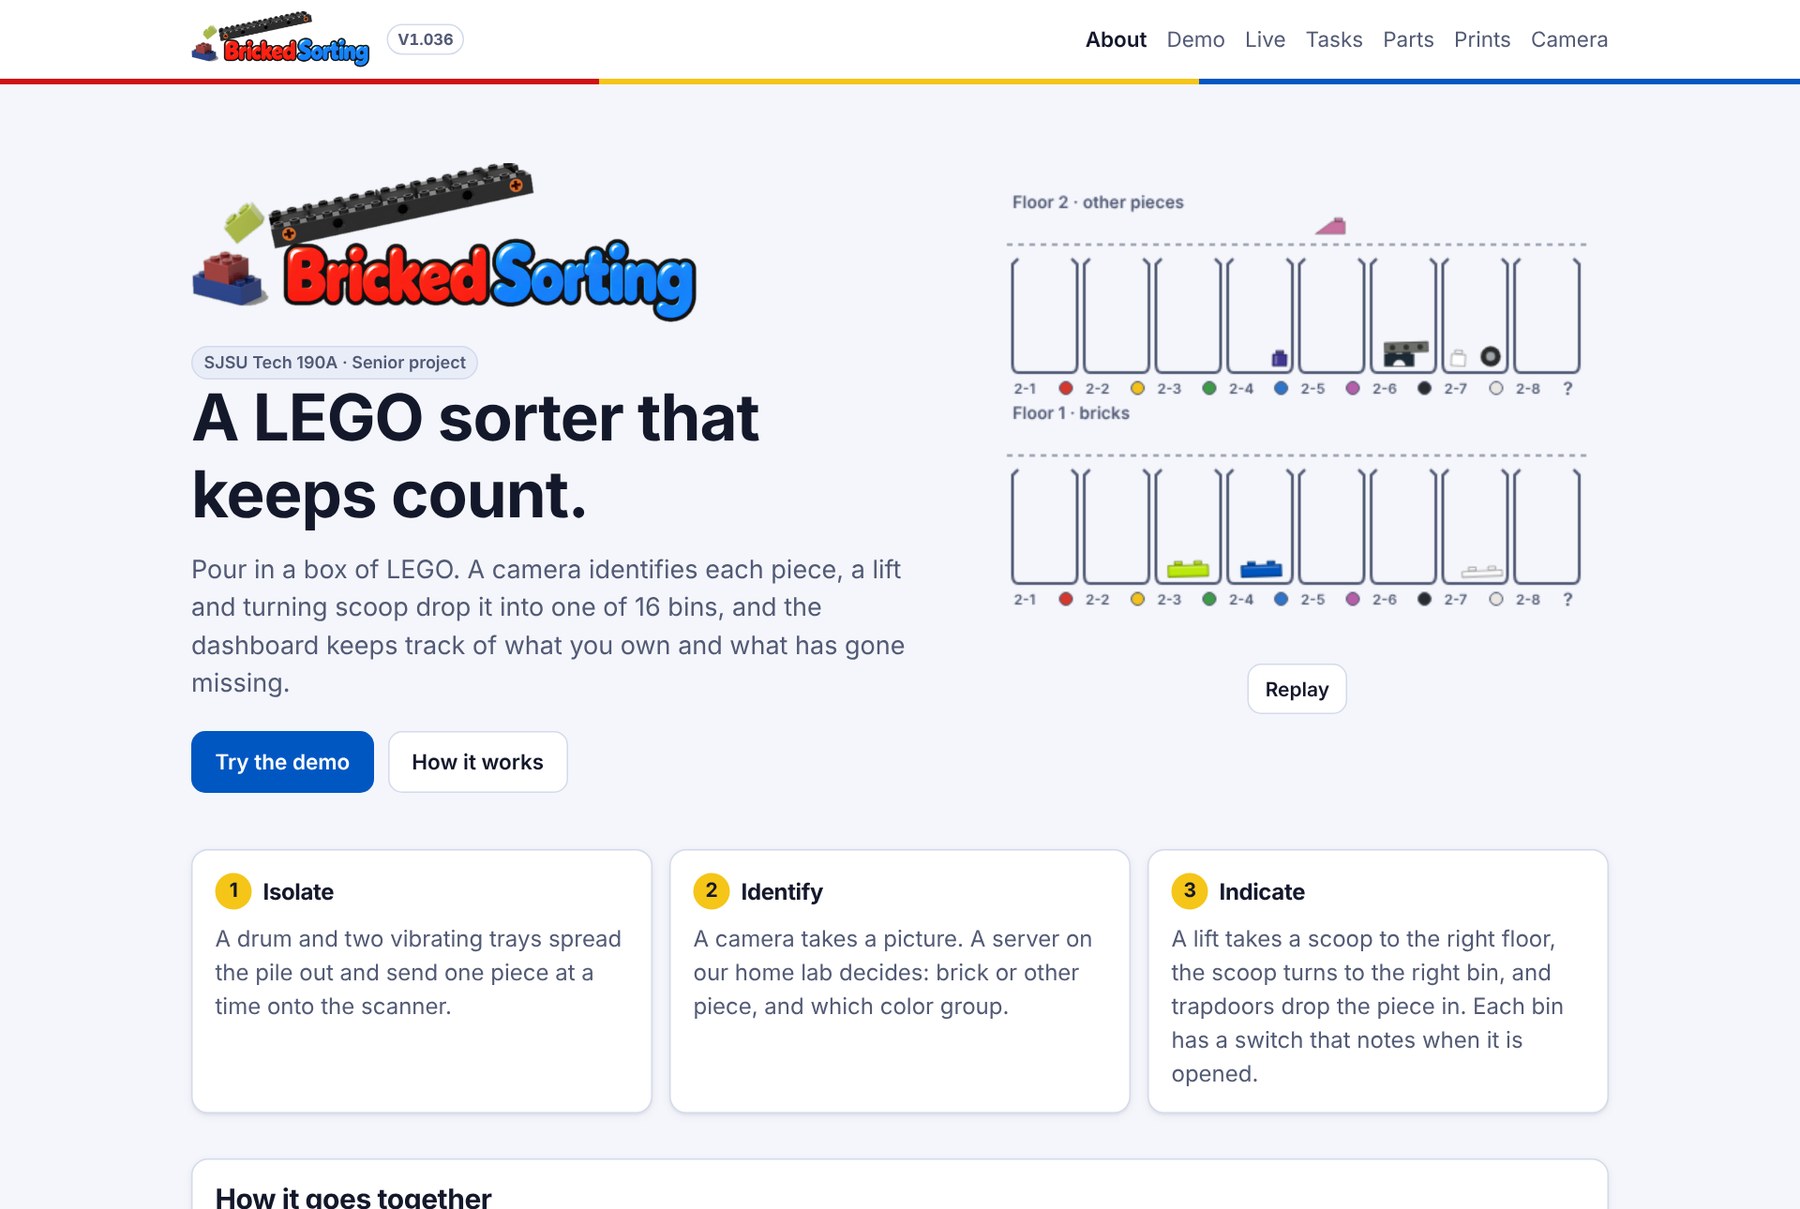 BrickedSorting
V1.036
About Demo Live Tasks Parts Prints Camera
BrickedSorting
SJSU Tech 190A · Senior project
A LEGO sorter that
keeps count.
Pour in a box of LEGO. A camera identifies each piece, a lift
and turning scoop drop it into one of 16 bins, and the
dashboard keeps track of what you own and what has gone
missing.
Try the demo
How it works
Floor 2 · other pieces
2-1 2-2 2-3 2-4 2-5 2-6 2-7 2-8 ?
Floor 1 · bricks
2-1 2-2 2-3 2-4 2-5 2-6 2-7 2-8 ?
Replay
1 Isolate
A drum and two vibrating trays spread
the pile out and send one piece at a
time onto the scanner.
2 Identify
A camera takes a picture. A server on
our home lab decides: brick or other
piece, and which color group.
3 Indicate
A lift takes a scoop to the right floor,
the scoop turns to the right bin, and
trapdoors drop the piece in. Each bin
has a switch that notes when it is
opened.
How it goes together